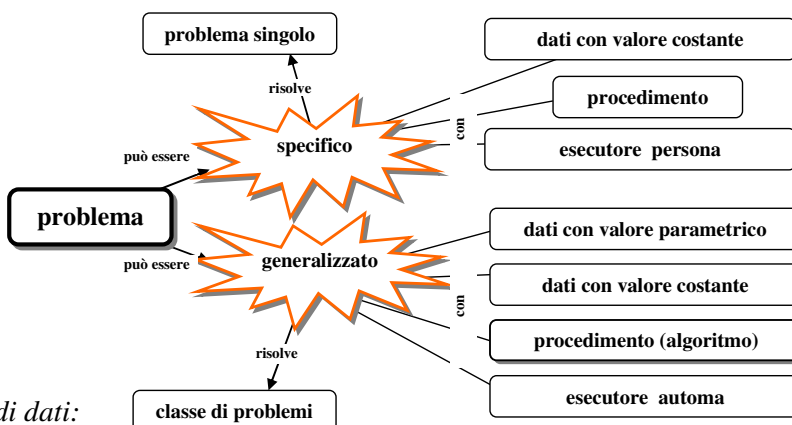 problema singolo
dati con valore costante
risolve
procedimento
specifico
con
può essere
esecutore persona
problema
dati con valore parametrico
può essere
generalizzato
dati con valore costante
con
procedimento (algoritmo)
risolve
esecutore automa
di dati:
classe di problemi